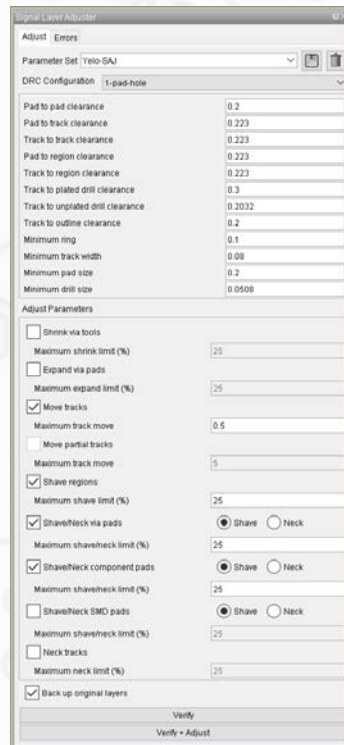 Signal Layer Adjuster
Adjust Errors
Parameter Set Yelo-SAJ
DRC Configuration 1-pad-hole
Pad to pad clearance 0.2
Pad to track clearance 0.223
Track to track clearance 0.223
Pad to region clearance 0.223
Track to region clearance 0.223
Track to plated drill clearance 0.3
Track to unplated drill clearance 0.2032
Track to outline clearance 0.2
Minimum ring 0.1
Minimum track width 0.08
Minimum pad size 0.2
Minimum drill size 0.0508
Adjust Parameters
Shrink via tools
Maximum shrink limit (%) 25
Expand via pads
Maximum expand limit (%) 25
Move tracks
Maximum track move 0.5
Move partial tracks
Maximum track move 5
Shave regions
Maximum shave limit (%) 25
Shave/Neck via pads Shave Neck
Maximum shave/neck limit (%) 25
Shave/Neck component pads Shave Neck
Maximum shave/neck limit (%) 25
Shave/Neck SMD pads Shave Neck
Maximum shave/neck limit (%) 25
Neck tracks
Maximum neck limit (%) 25
Back up original layers
Verify
Verify + Adjust